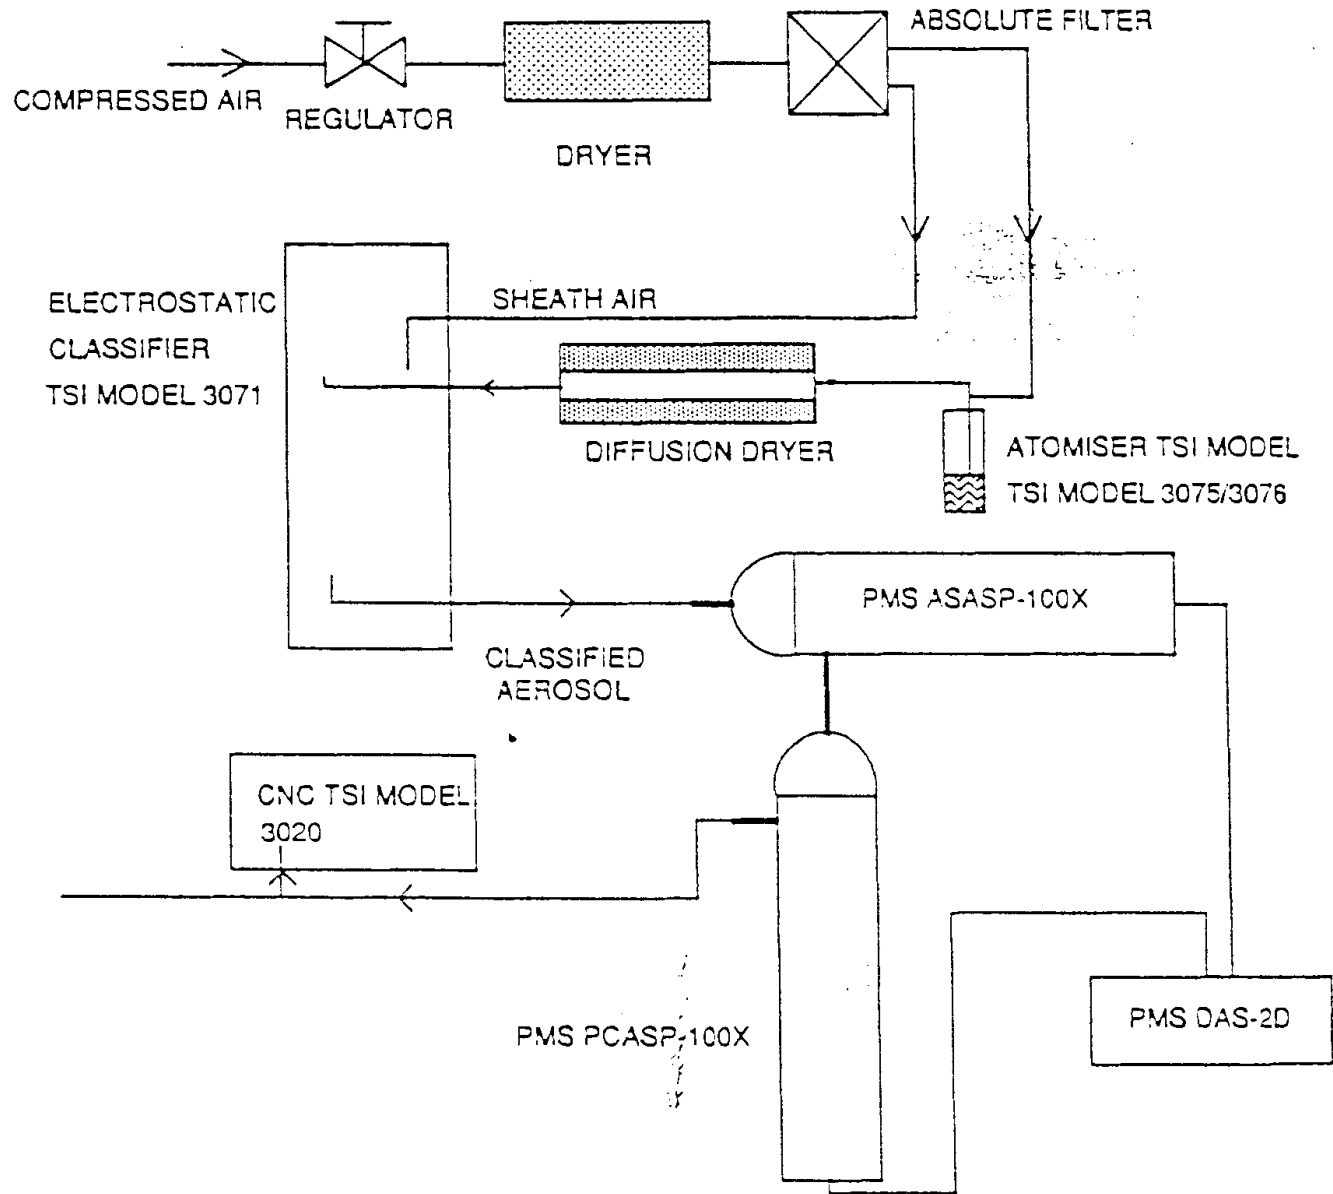 ABSOLUTE FILTER
COMPRESSED AIR
REGULATOR
DRYER
ELECTROSTATIC
CLASSIFIER
TSI MODEL 3071
SHEATH AIR
DIFFUSION DRYER
ATOMISER TSI MODEL
TSI MODEL 3075/3076
PMS ASASP-100X
CLASSIFIED
AEROSOL
CNC TSI MODEL
3020
PMS PCASP-100X
PMS DAS-2D